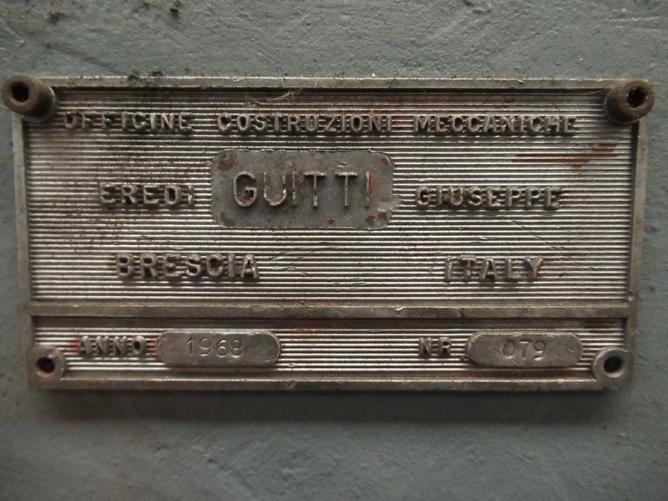 OFFICINE COSTRUZIONI MECCANICHE
EREDI GUITTI GIUSEPPE
BRESCIA ITALY
ANNO 1968 NR 079